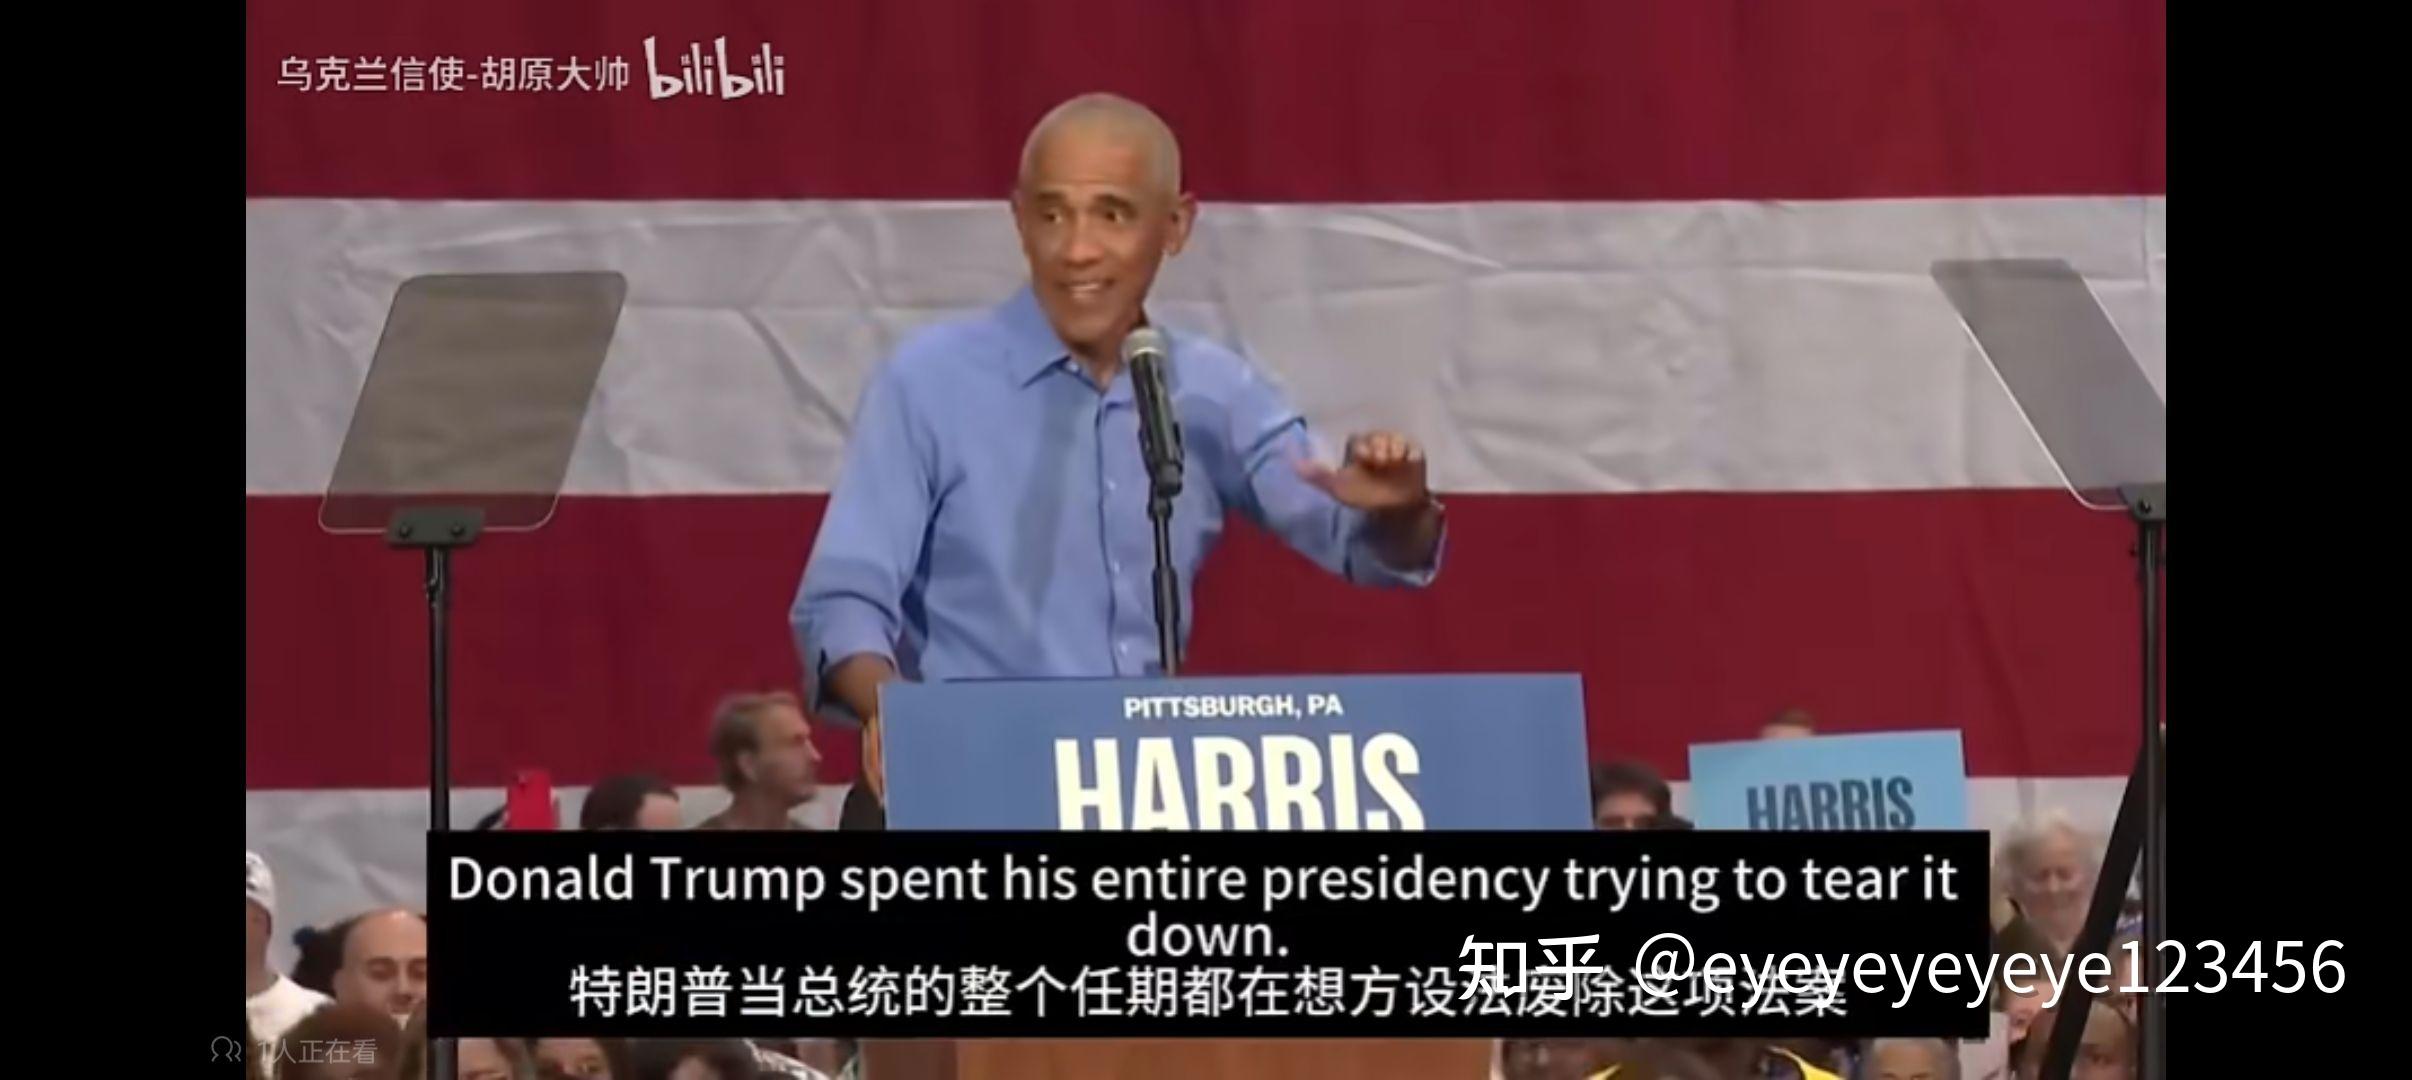 乌克兰信使-胡原大帅 bilibili
PITTSBURGH, PA
HARRIS
HARRIS
Donald Trump spent his entire presidency trying to tear it
down.
特朗普当总统的整个任期都在想方设法废除这项法案
知乎 @eyeyeyeyeye123456
1人正在看